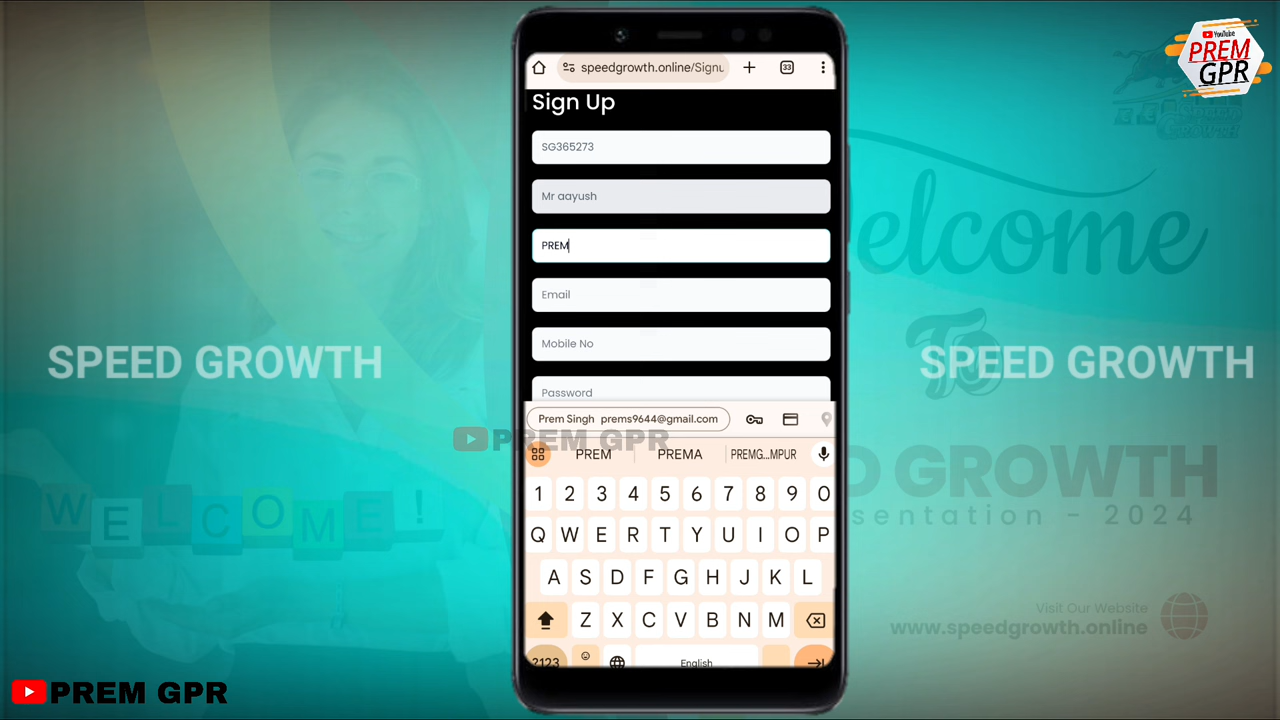 YouTube
PREM
GPR
speedgrowth.online/Signu
33
Sign Up
SG365273
Mr aayush
PREM
Email
Mobile No
Password
Prem Singh prems9644@gmail.com
PREM PREMA PREMG...MPUR
1 2 3 4 5 6 7 8 9 0
Q W E R T Y U I O P
A S D F G H J K L
Z X C V B N M
?123 English
SPEED GROWTH
SPEED GROWTH
PREM GPR
WELCOME!
elcome
To
D GROWTH
sentation - 2024
Visit Our Website
www.speedgrowth.online
GROWTH
PREM GPR